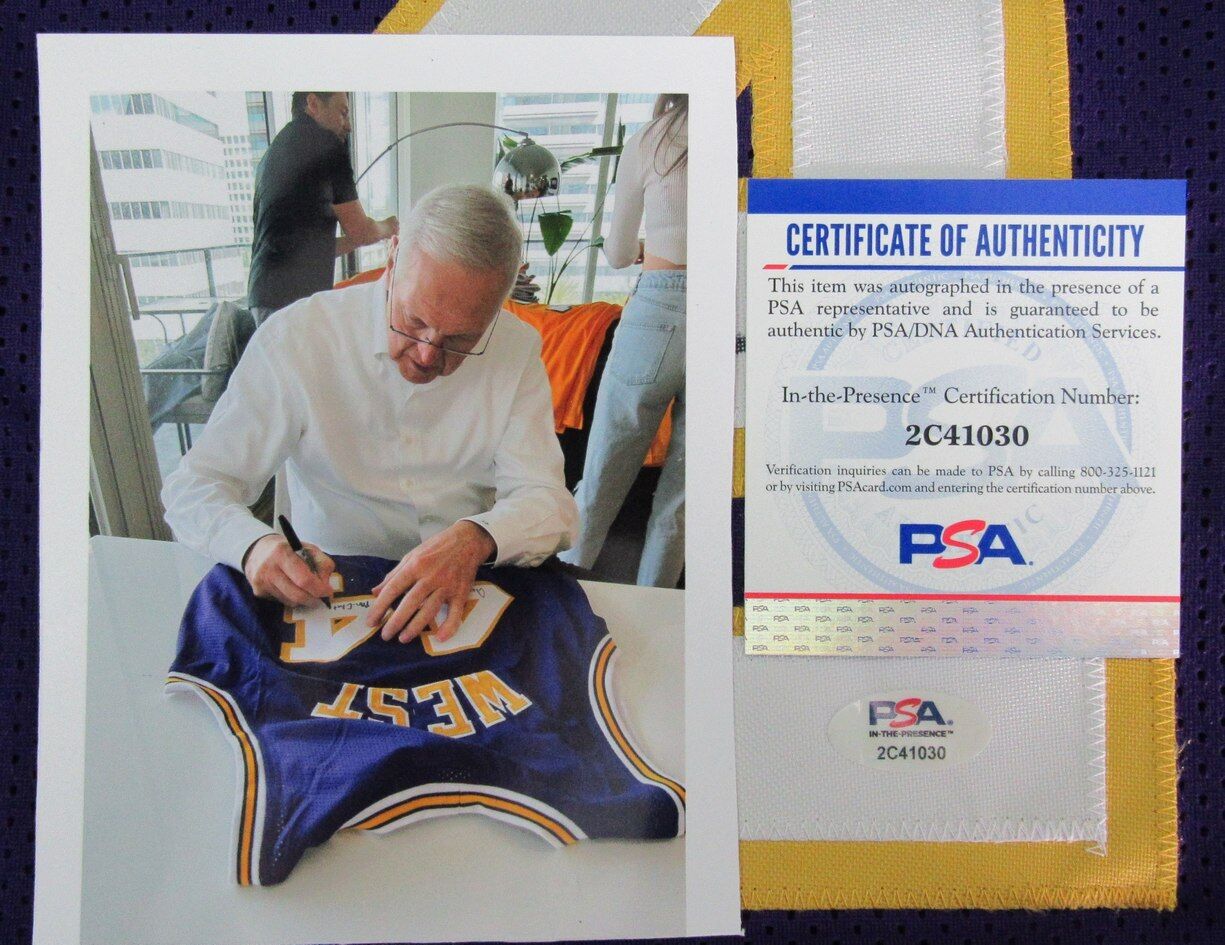 44
WEST
CERTIFICATE OF AUTHENTICITY
This item was autographed in the presence of a
PSA representative and is guaranteed to be
authentic by PSA/DNA Authentication Services.
In-the-Presence™ Certification Number:
2C41030
Verification inquiries can be made to PSA by calling 800-325-1121
or by visiting PSAcard.com and entering the certification number above.
PSA.
PSA.
IN-THE-PRESENCE™
2C41030